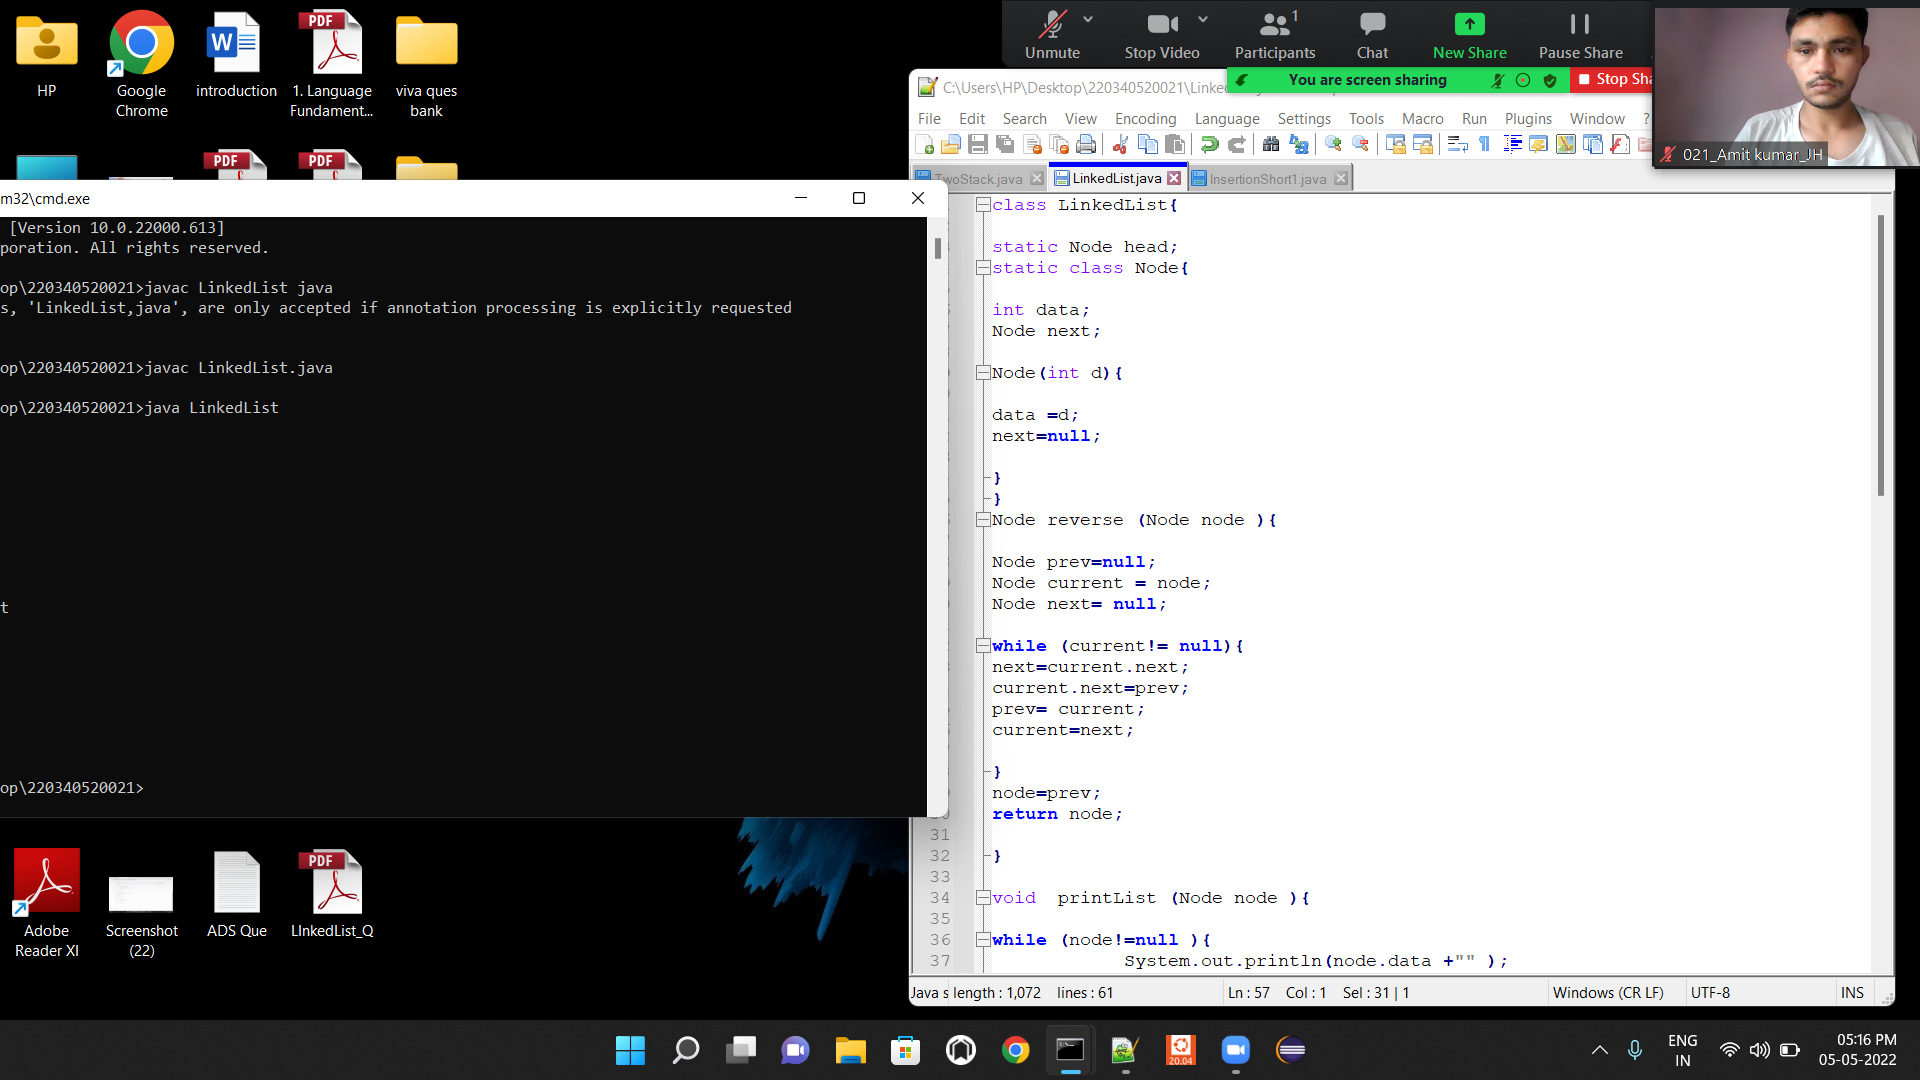 HP
Google
Chrome
introduction
1. Language
Fundament...
viva ques
bank
PDF
PDF
PDF
m32\cmd.exe
[Version 10.0.22000.613]
poration. All rights reserved.
op\220340520021>javac LinkedList java
s, 'LinkedList,java', are only accepted if annotation processing is explicitly requested
op\220340520021>javac LinkedList.java
op\220340520021>java LinkedList
t
op\220340520021>
PDF
Adobe
Reader XI
Screenshot
(22)
ADS Que
LInkedList_Q
Unmute
Stop Video
Participants
1
Chat
New Share
Pause Share
You are screen sharing
Stop Sha
021_Amit kumar_JH
C:\Users\HP\Desktop\220340520021\Linke
File Edit Search View Encoding Language Settings Tools Macro Run Plugins Window ?
TwoStack.java LinkedList.java InsertionShort1.java
class LinkedList{
static Node head;
static class Node{
int data;
Node next;
Node(int d){
data =d;
next=null;
}
}
Node reverse (Node node ){
Node prev=null;
Node current = node;
Node next= null;
while (current!= null){
next=current.next;
current.next=prev;
prev= current;
current=next;
}
node=prev;
return node;
31
32 }
33
34 void  printList (Node node ){
35
36 while (node!=null ){
37 System.out.println(node.data +"" );
Java s length : 1,072 lines : 61 Ln : 57 Col : 1 Sel : 31 | 1 Windows (CR LF) UTF-8 INS
20.04
ENG
IN
05:16 PM
05-05-2022